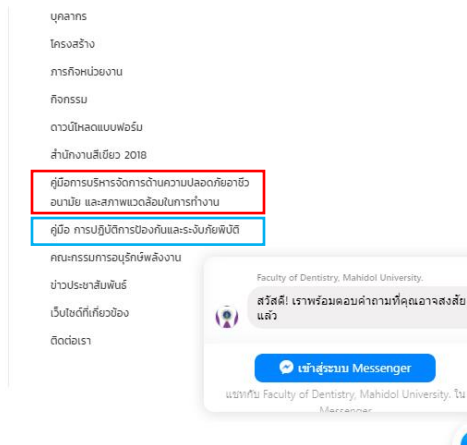 บุคลากร
โครงสร้าง
ภารกิจหน่วยงาน
กิจกรรม
ดาวน์โหลดแบบฟอร์ม
สำนักงานสีเขียว 2018
คู่มือการบริหารจัดการด้านความปลอดภัยอาชีว
อนามัย และสภาพแวดล้อมในการทำงาน
คู่มือ การปฏิบัติการป้องกันและระงับภัยพิบัติ
คณะกรรมการอนุรักษ์พลังงาน
ข่าวประชาสัมพันธ์
เว็บไซต์ที่เกี่ยวข้อง
ติดต่อเรา
Faculty of Dentistry, Mahidol University.
สวัสดี! เราพร้อมตอบคำถามที่คุณอาจสงสัย
แล้ว
เข้าสู่ระบบ Messenger
แชทกับ Faculty of Dentistry, Mahidol University. ใน
Messenger